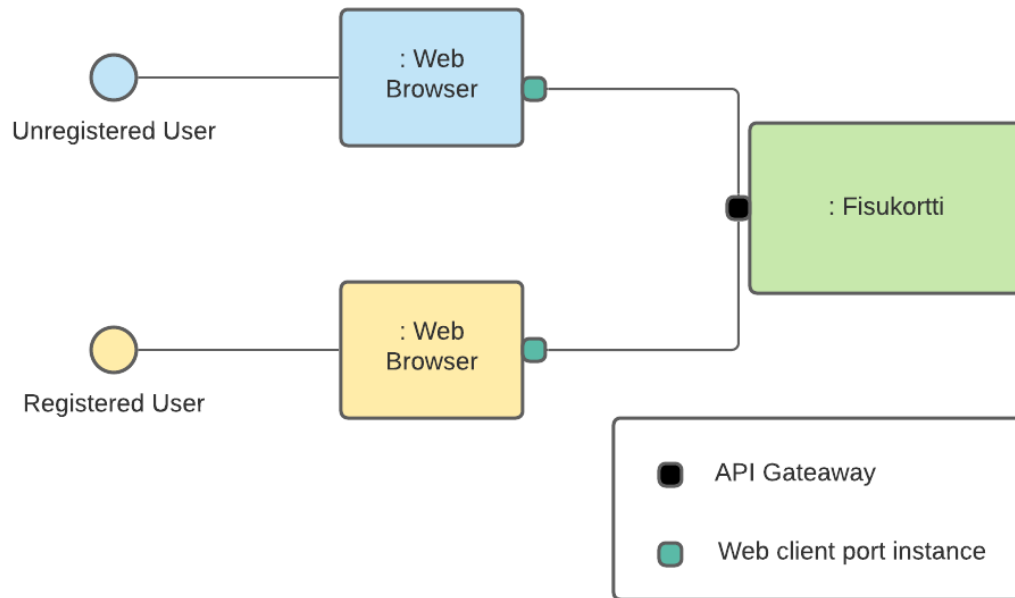 : Web
Browser
Unregistered User
: Fisukortti
: Web
Browser
Registered User
API Gateaway
Web client port instance